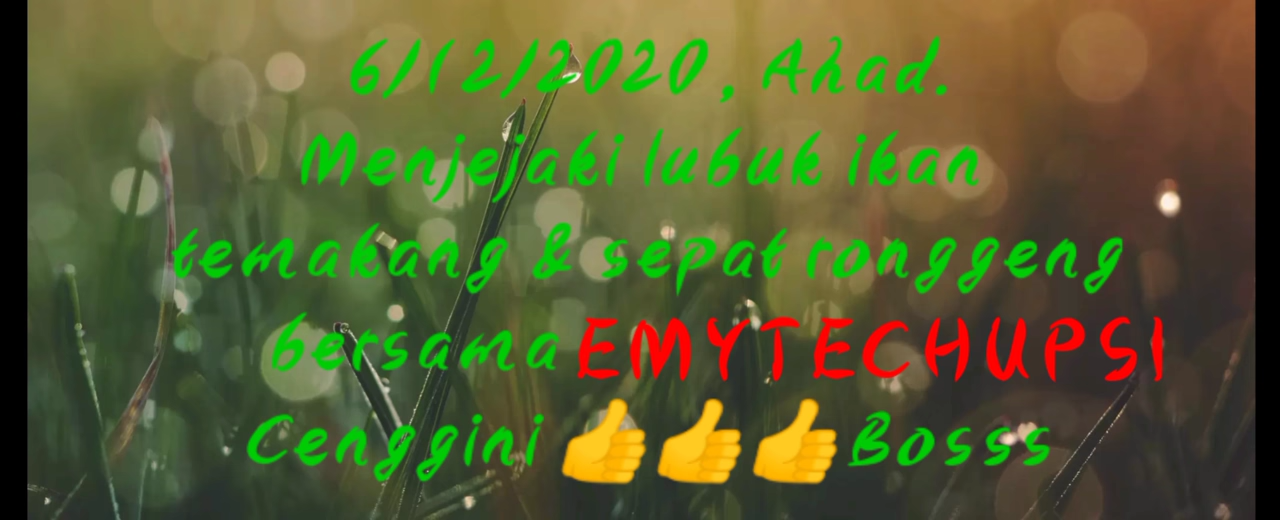 6/12/2020, Ahad.
Menjejaki lubuk ikan
temakang & sepat ronggeng
bersama EMYTECHUPSI
Cenggini 👍👍👍Bosss